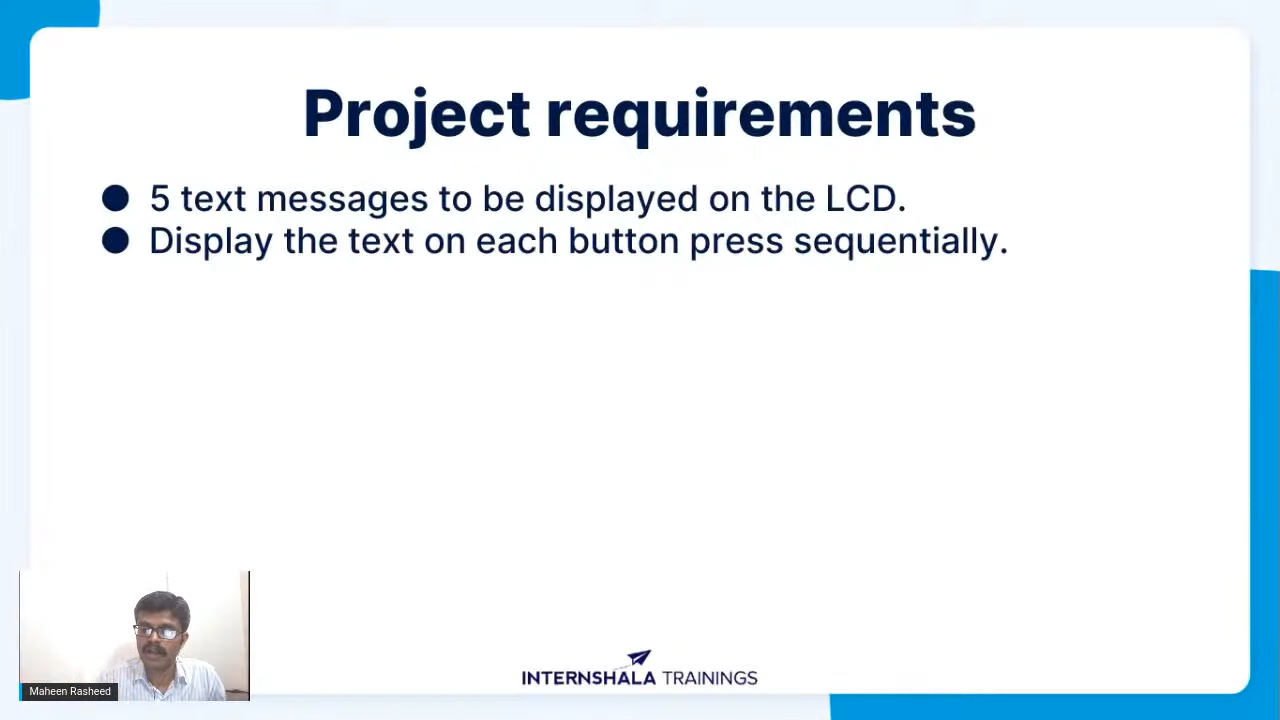 Project requirements
● 5 text messages to be displayed on the LCD.
● Display the text on each button press sequentially.
Maheen Rasheed
INTERNSHALA TRAININGS